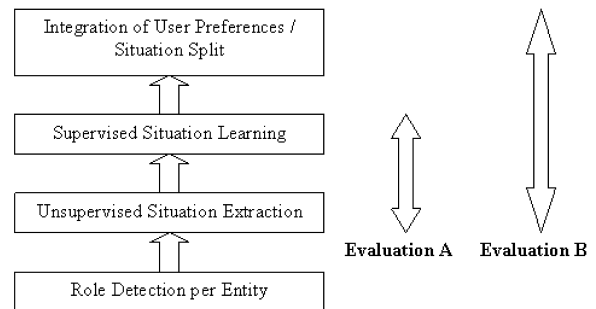 Integration of User Preferences /
Situation Split
Supervised Situation Learning
Unsupervised Situation Extraction
Evaluation A
Evaluation B
Role Detection per Entity